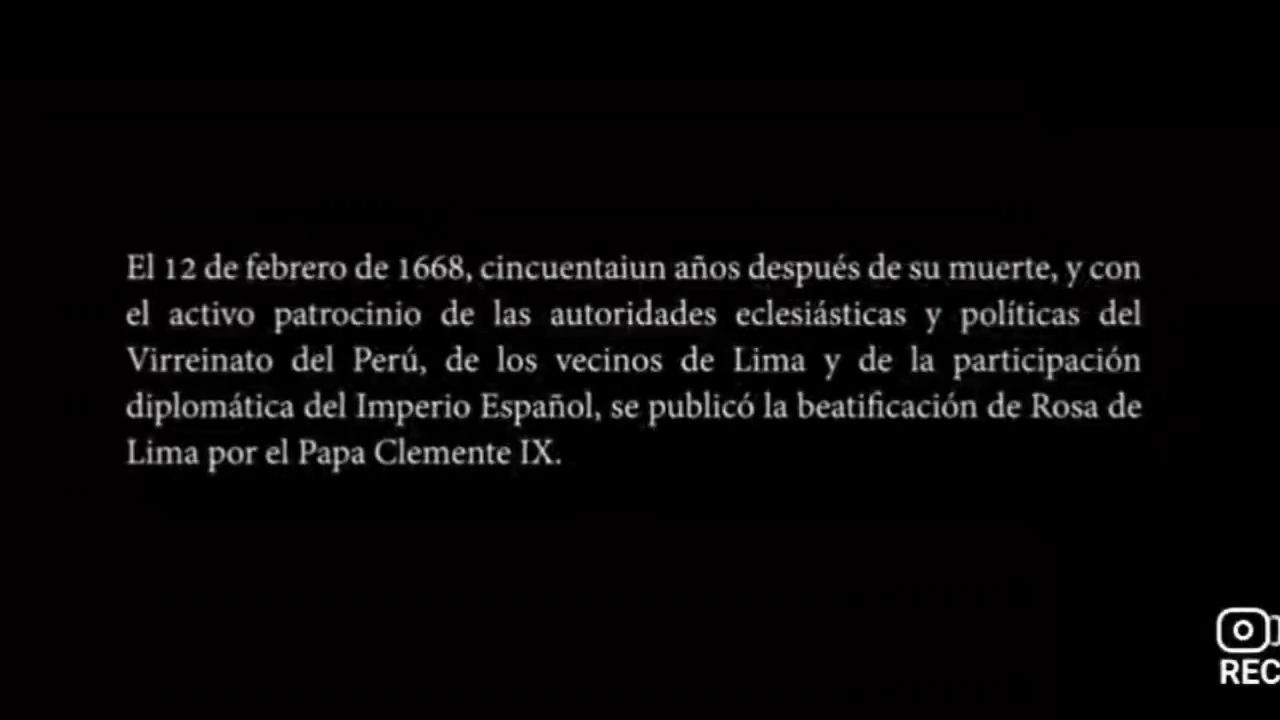 El 12 de febrero de 1668, cincuentaiun años después de su muerte, y con
el activo patrocinio de las autoridades eclesiásticas y políticas del
Virreinato del Perú, de los vecinos de Lima y de la participación
diplomática del Imperio Español, se publicó la beatificación de Rosa de
Lima por el Papa Clemente IX.
REC